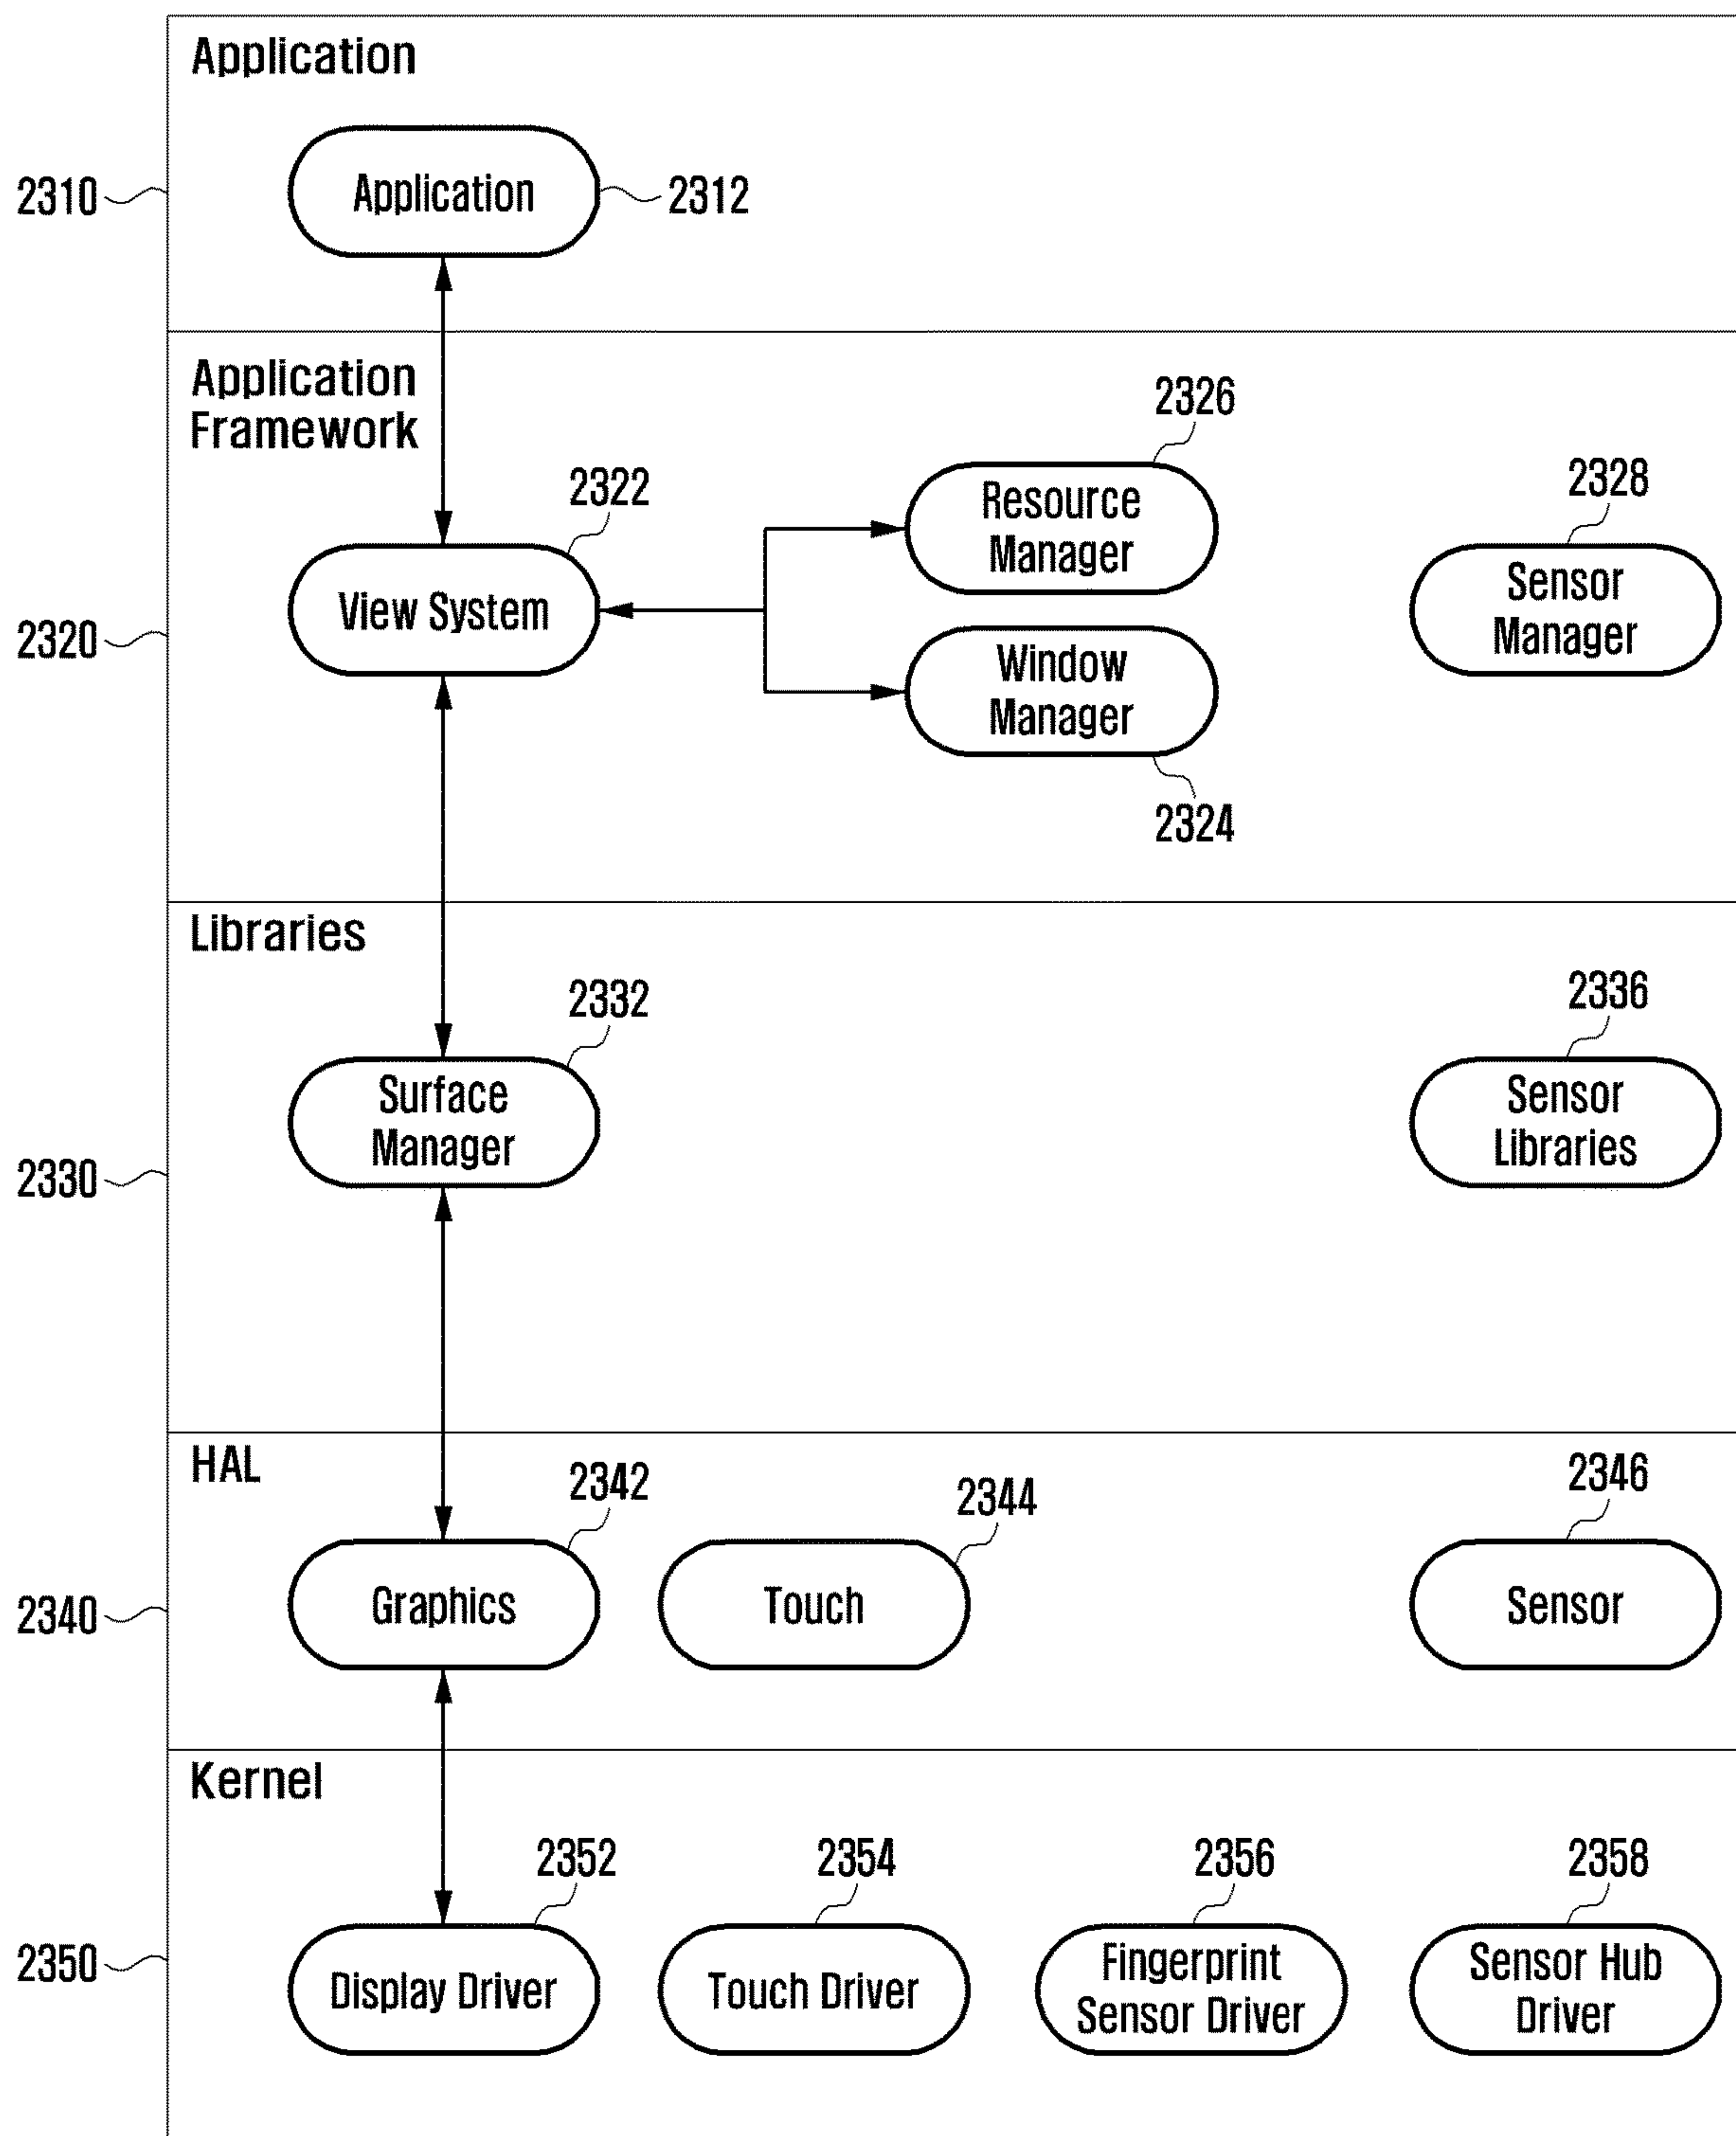 Application
Application
2310
2312
Application
Framework
2326
2328
2322
Resource
Manager
Sensor
Manager
View System
2320
Window
Manager
2324
Libraries
2332
2336
Surface
Manager
Sensor
Libraries
2330
HAL
2342
2344
2346
Graphics
Touch
Sensor
2340
Kernel
2352
2354
2356
2358
Display Driver
Touch Driver
Fingerprint
Sensor Driver
Sensor Hub
Driver
2350